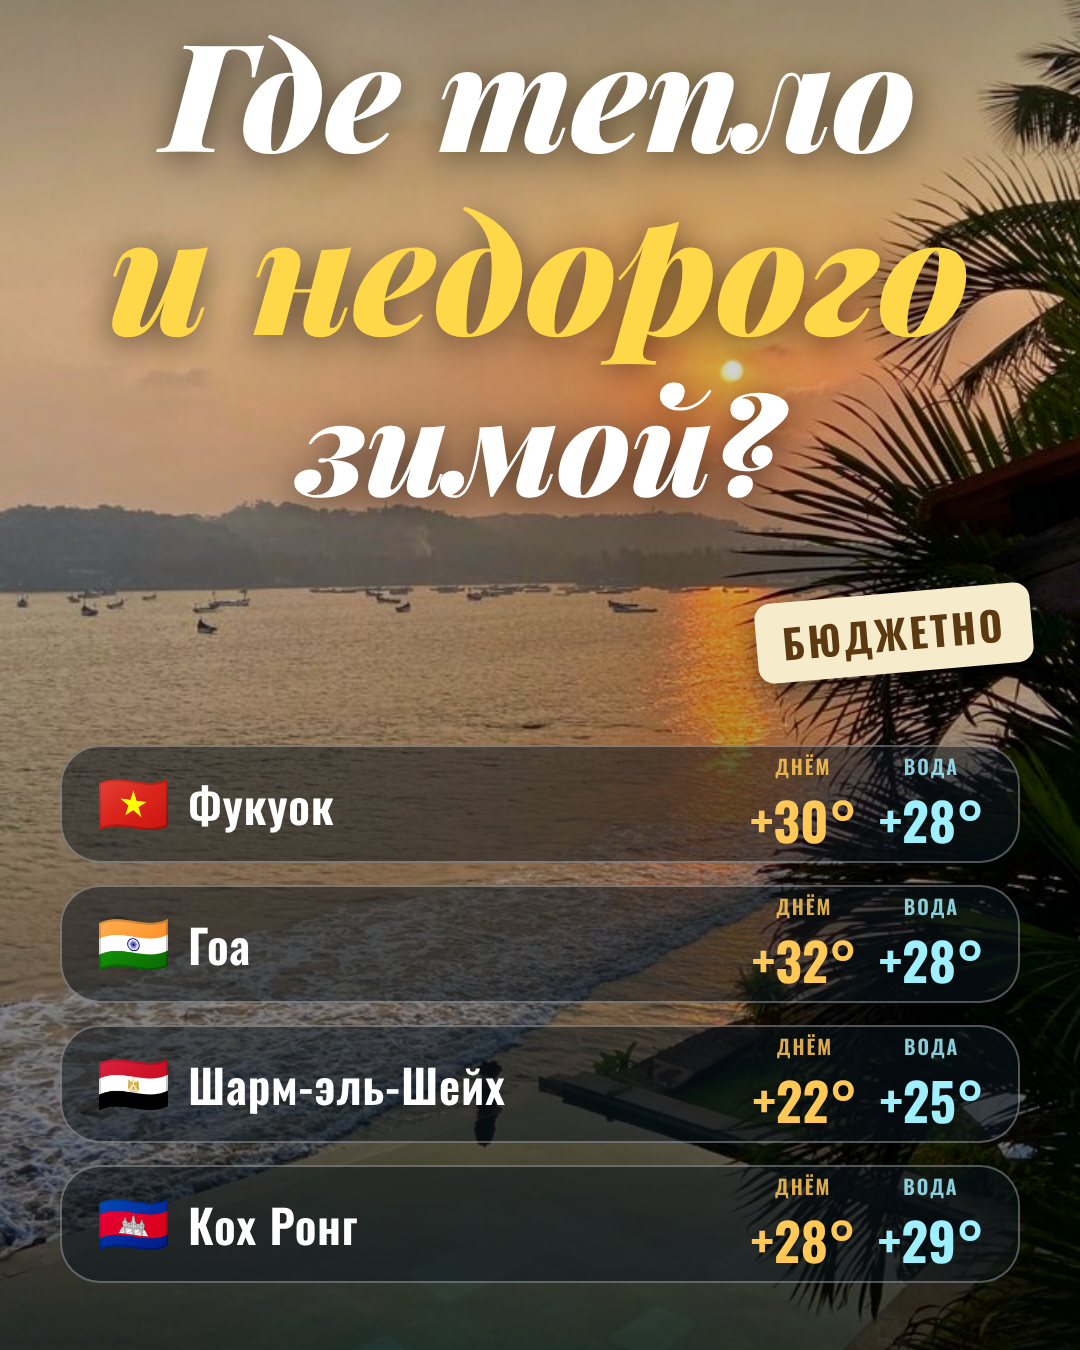 Где тепло
и недорого
зимой?
БЮДЖЕТНО
Фукуок
ДНЁМ ВОДА
+30° +28°
Гоа
ДНЁМ ВОДА
+32° +28°
Шарм-эль-Шейх
ДНЁМ ВОДА
+22° +25°
Кох Ронг
ДНЁМ ВОДА
+28° +29°